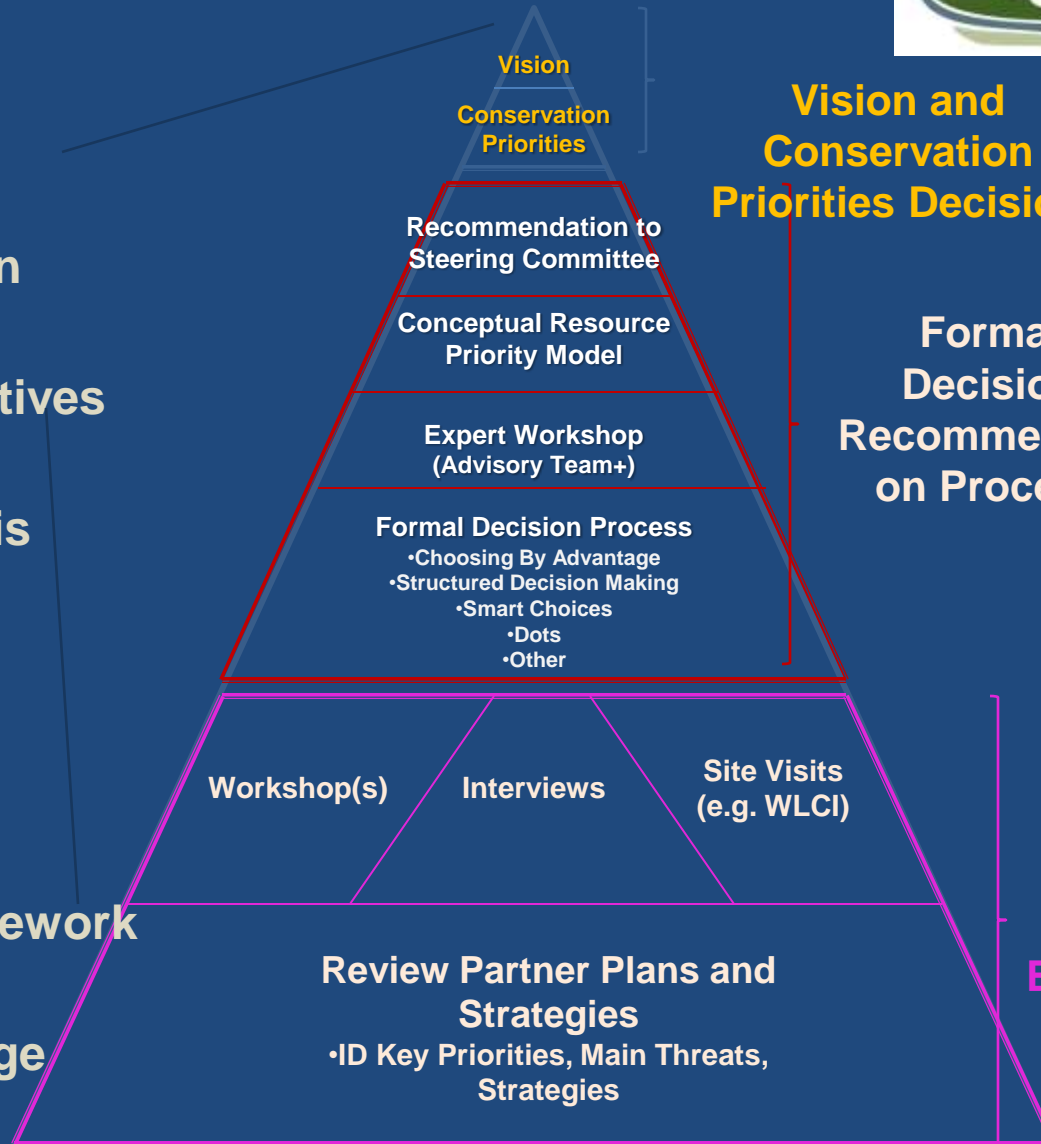 Vision
Conservation
Priorities
Vision and
Conservation
Priorities
Recommendation to
Steering Committee
Conceptual Resource
Priority Model
on
Expert Workshop
(Advisory Team+)
Formal Decision Process
•Choosing By Advantage
•Structured Decision Making
•Smart Choices
•Dots
•Other
Workshop(s)
Interviews
Site Visits
(e.g. WLCI)
Review Partner Plans and
Strategies
•ID Key Priorities, Main Threats,
Strategies